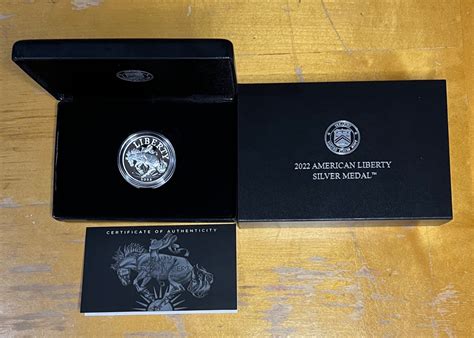 LIBERTY
2022 AMERICAN LIBERTY
SILVER MEDAL™
CERTIFICATE OF AUTHENTICITY